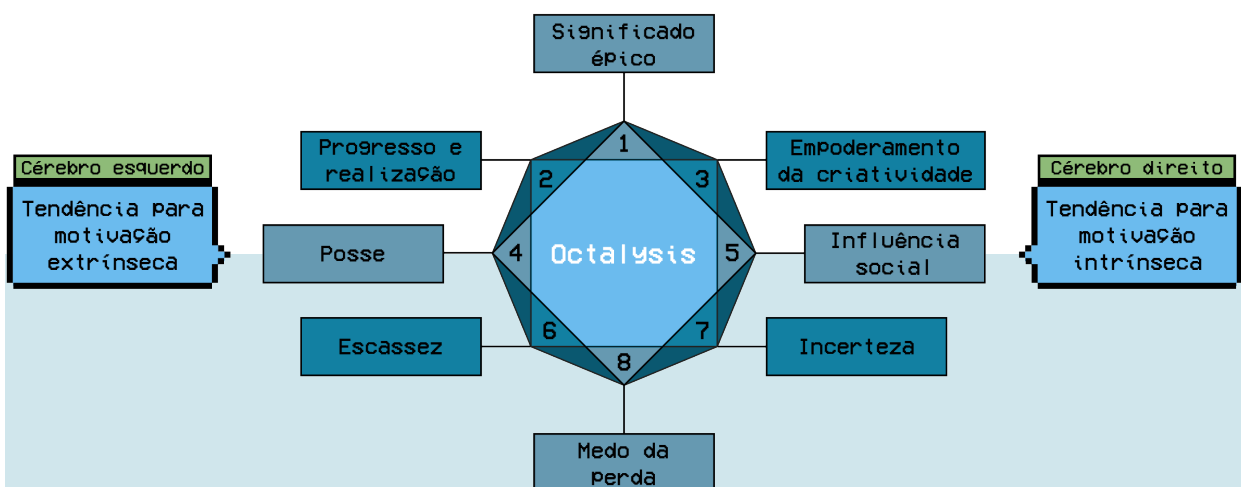 Significado
épico
Progresso e
realização
1
Empoderamento
da criatividade
2
3
Cérebro esquerdo
Tendência para
motivação
extrínseca
Cérebro direito
Tendência para
motivação
intrínseca
Posse
4
Octalysis
5
Influência
social
Escassez
6
7
Incerteza
8
Medo da
perda